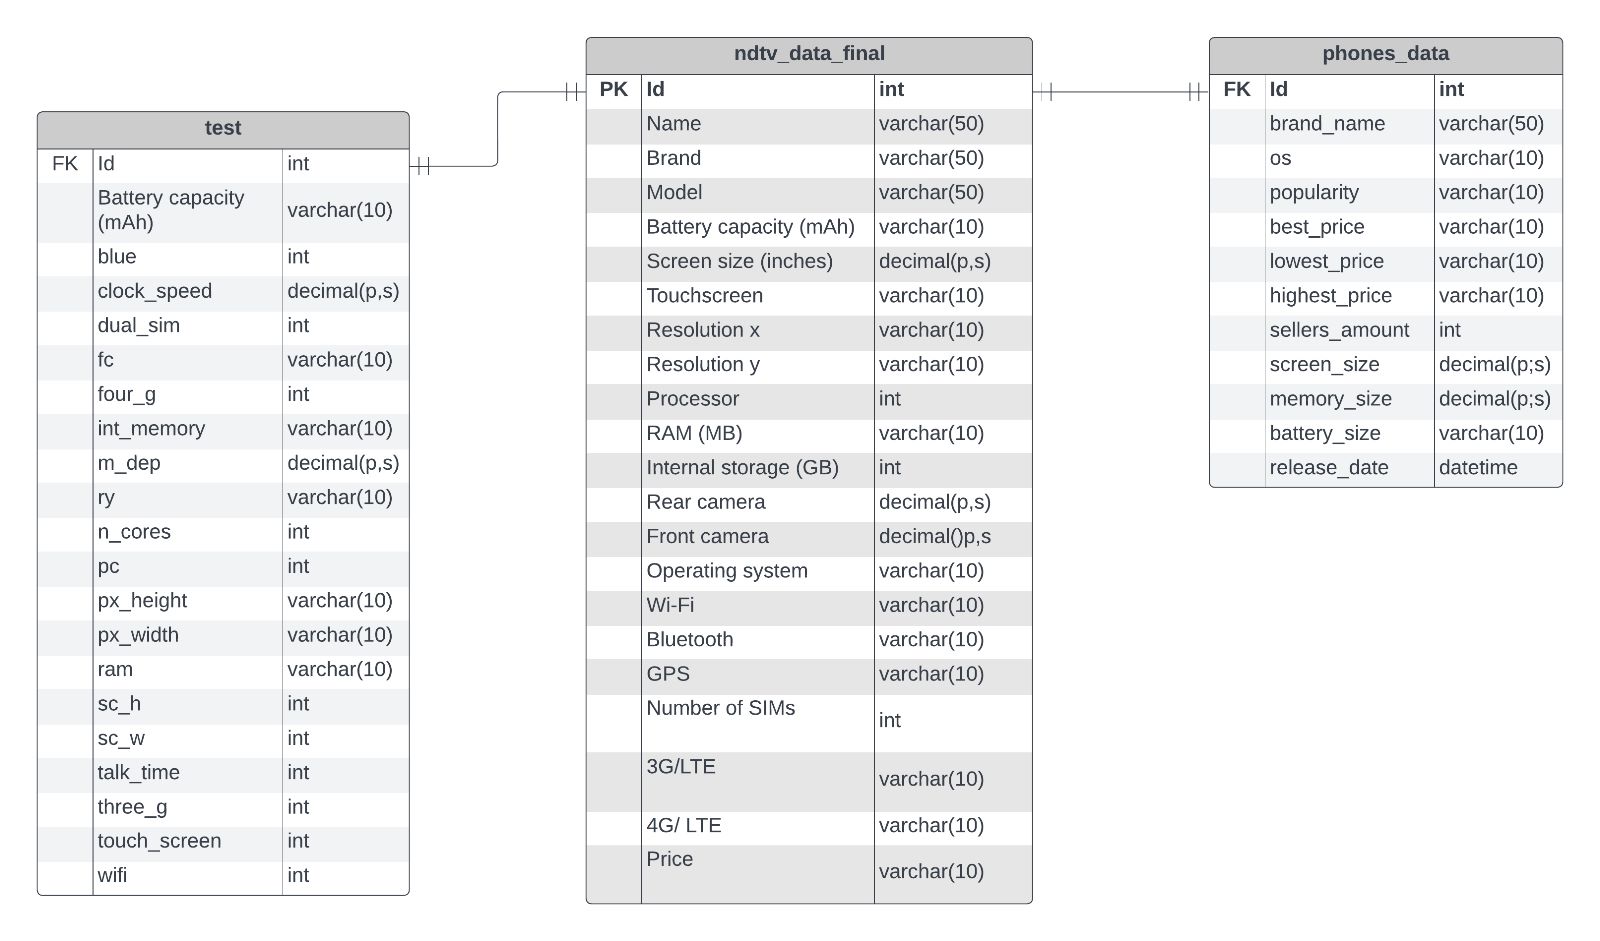 test
FK Id int
Battery capacity
(mAh) varchar(10)
blue int
clock_speed decimal(p,s)
dual_sim int
fc varchar(10)
four_g int
int_memory varchar(10)
m_dep decimal(p,s)
ry varchar(10)
n_cores int
pc int
px_height varchar(10)
px_width varchar(10)
ram varchar(10)
sc_h int
sc_w int
talk_time int
three_g int
touch_screen int
wifi int
ndtv_data_final
PK Id int
Name varchar(50)
Brand varchar(50)
Model varchar(50)
Battery capacity (mAh) varchar(10)
Screen size (inches) decimal(p,s)
Touchscreen varchar(10)
Resolution x varchar(10)
Resolution y varchar(10)
Processor int
RAM (MB) varchar(10)
Internal storage (GB) int
Rear camera decimal(p,s)
Front camera decimal()p,s
Operating system varchar(10)
Wi-Fi varchar(10)
Bluetooth varchar(10)
GPS varchar(10)
Number of SIMs int
3G/LTE varchar(10)
4G/ LTE varchar(10)
Price varchar(10)
phones_data
FK Id int
brand_name varchar(50)
os varchar(10)
popularity varchar(10)
best_price varchar(10)
lowest_price varchar(10)
highest_price varchar(10)
sellers_amount int
screen_size decimal(p;s)
memory_size decimal(p;s)
battery_size varchar(10)
release_date datetime